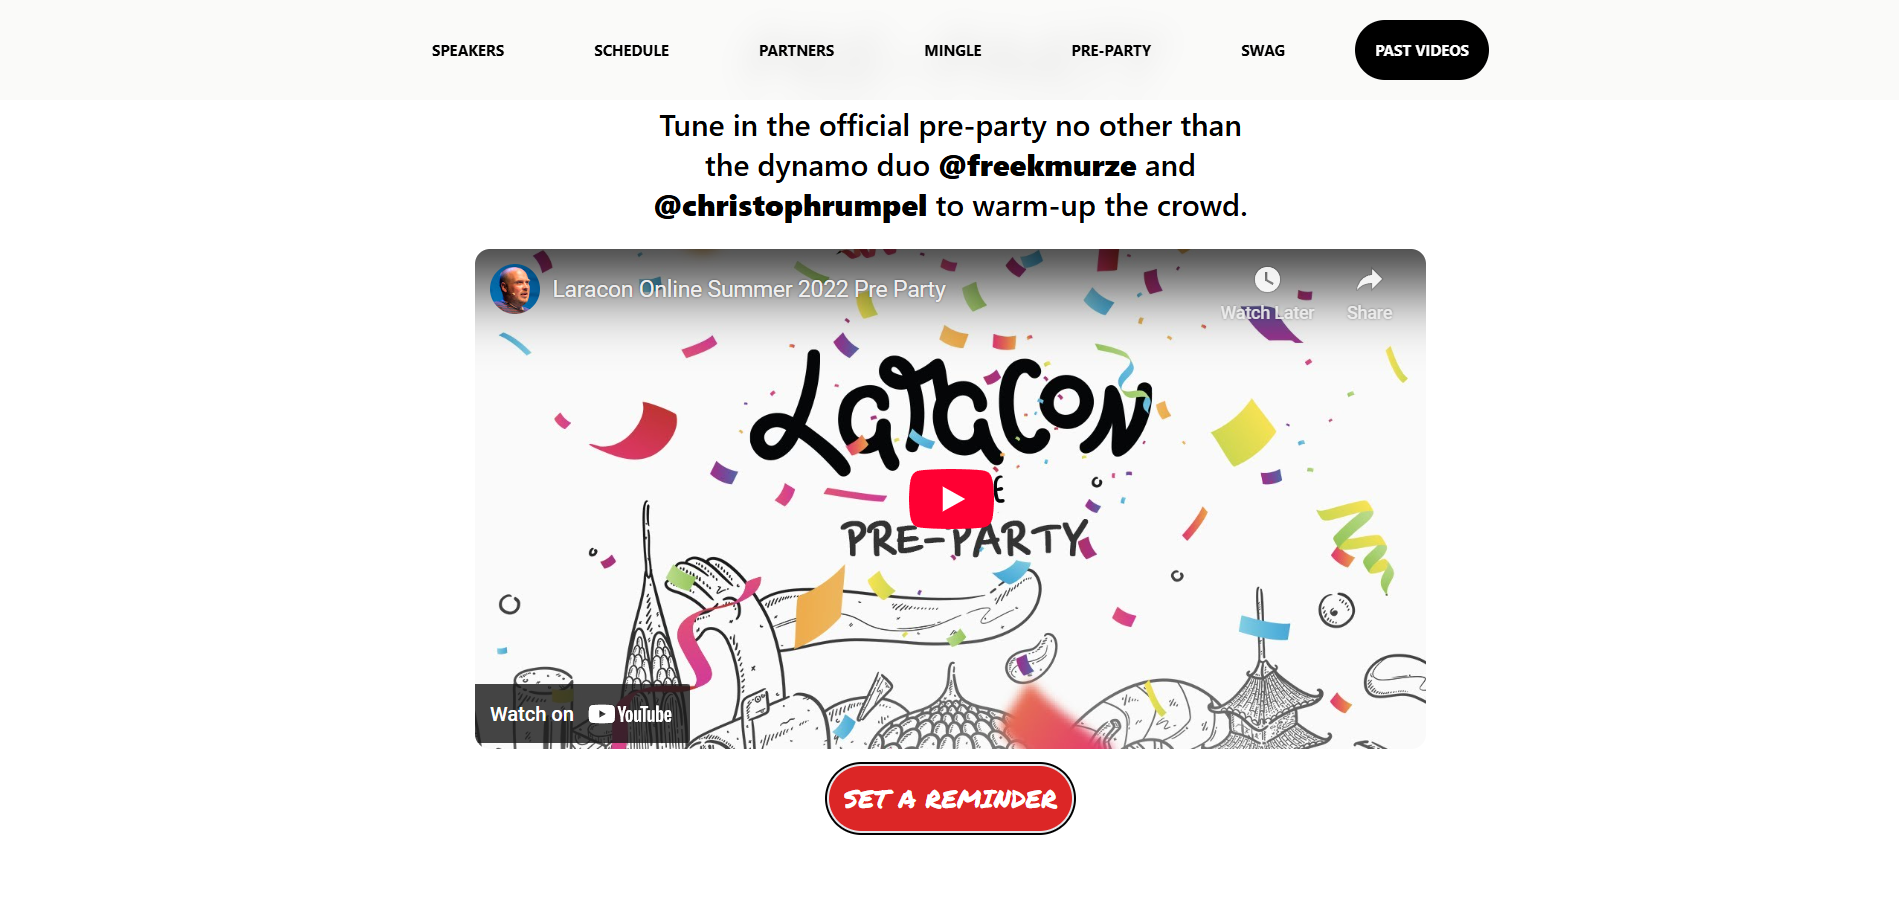 SPEAKERS SCHEDULE PARTNERS MINGLE PRE-PARTY SWAG PAST VIDEOS
Tune in the official pre-party no other than
the dynamo duo @freekmurze and
@christophrumpel to warm-up the crowd.
Laracon Online Summer 2022 Pre Party
Watch Later Share
Laracon
E
PRE-PARTY
Watch on YouTube
SET A REMINDER